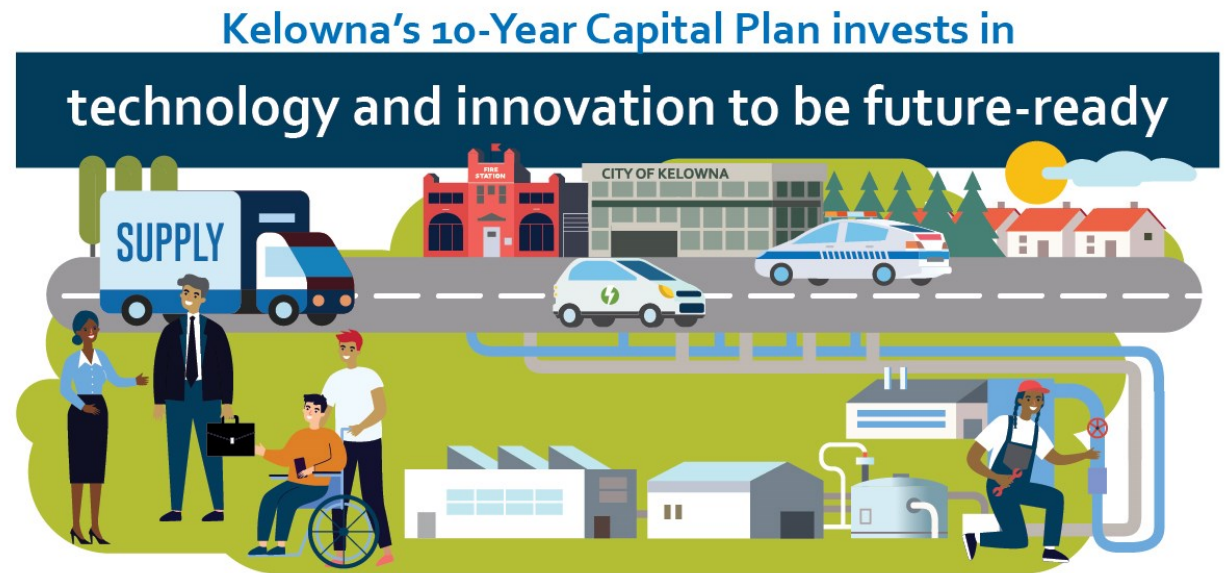 Kelowna's 10-Year Capital Plan invests in
technology and innovation to be future-ready
FIRE
STATION
CITY OF KELOWNA
SUPPLY